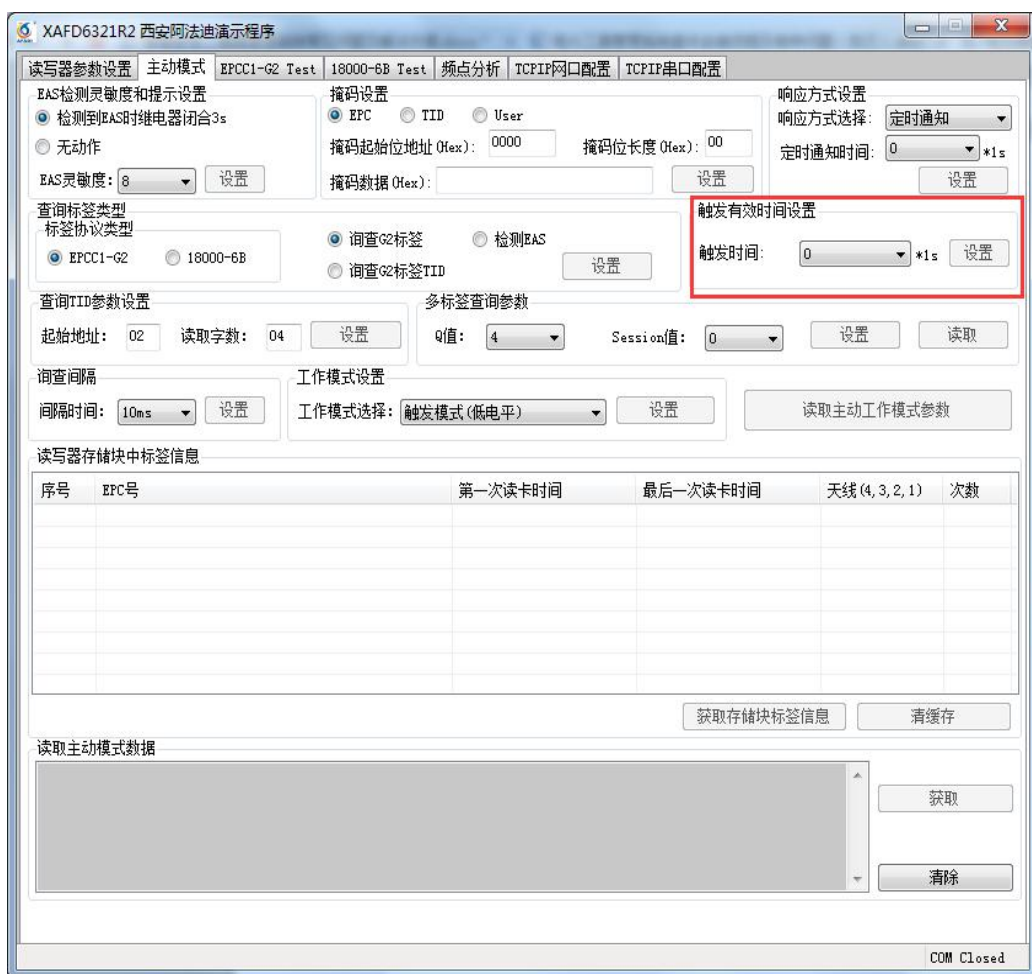 XAFD6321R2 西安阿法迪演示程序
读写器参数设置 主动模式 EPCC1-G2 Test 18000-6B Test 频点分析 TCPIP网口配置 TCPIP串口配置
EAS检测灵敏度和提示设置
检测到EAS时继电器闭合3s
无动作
EAS灵敏度: 8 设置
掩码设置
EPC TID User
掩码起始位地址(Hex): 0000 掩码位长度(Hex): 00
掩码数据(Hex): 设置
响应方式设置
响应方式选择: 定时通知
定时通知时间: 0 *1s
设置
查询标签类型
标签协议类型
EPCC1-G2 18000-6B
询查G2标签 检测EAS
询查G2标签TID 设置
触发有效时间设置
触发时间: 0 *1s 设置
查询TID参数设置
起始地址: 02 读取字数: 04 设置
多标签查询参数
Q值: 4 Session值: 0 设置 读取
询查间隔
间隔时间: 10ms 设置
工作模式设置
工作模式选择: 触发模式(低电平) 设置
读取主动工作模式参数
读写器存储块中标签信息
序号 EPC号 第一次读卡时间 最后一次读卡时间 天线(4,3,2,1) 次数
获取存储块标签信息 清缓存
读取主动模式数据
获取
清除
COM Closed